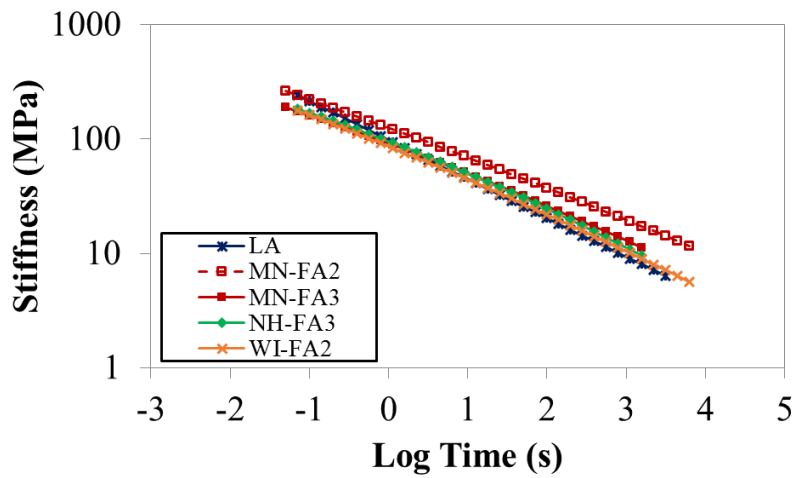 1000
100
10
1
Stiffness (MPa)
LA
MN-FA2
MN-FA3
NH-FA3
WI-FA2
-3 -2 -1 0 1 2 3 4 5
Log Time (s)